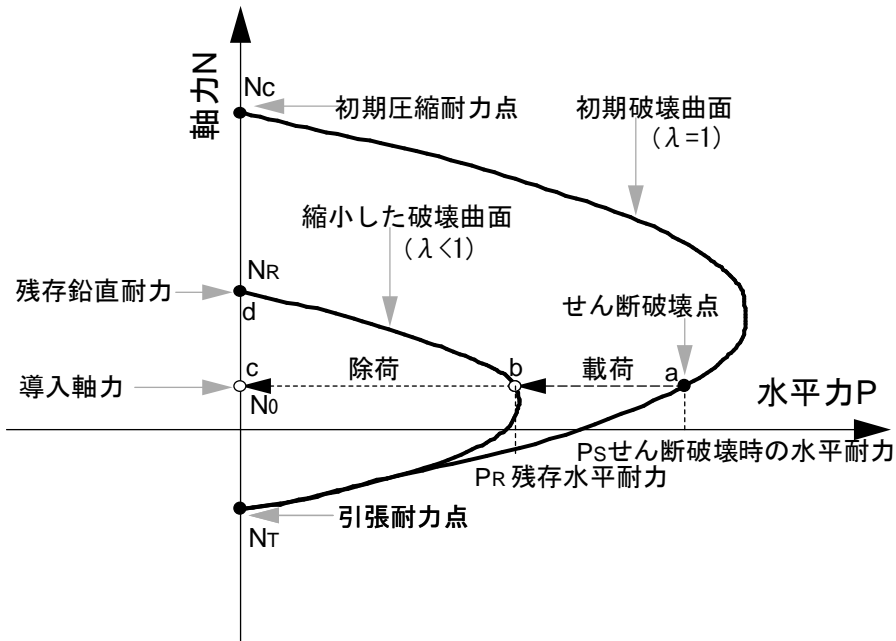 軸力N
Nc
初期圧縮耐力点
初期破壊曲面
(λ=1)
縮小した破壊曲面
(λ<1)
NR
残存鉛直耐力
d
せん断破壊点
c
除荷
b
載荷
a
導入軸力
N0
水平力P
Psせん断破壊時の水平耐力
PR 残存水平耐力
引張耐力点
NT